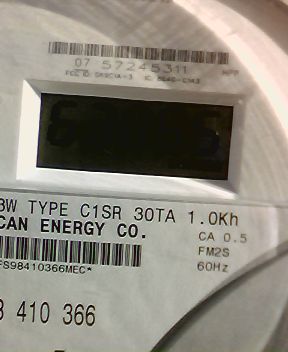 07 57245311
3W TYPE C1SR 30TA 1.0Kh
CAN ENERGY CO.
CA 0.5
FM2S
60Hz
FS98410366MEC*
8 410 366